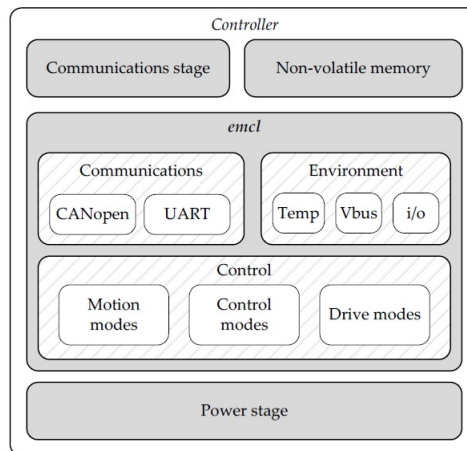 Controller
Communications stage
Non-volatile memory
emcl
Communications
CANopen
UART
Environment
Temp
Vbus
i/o
Control
Motion
modes
Control
modes
Drive modes
Power stage